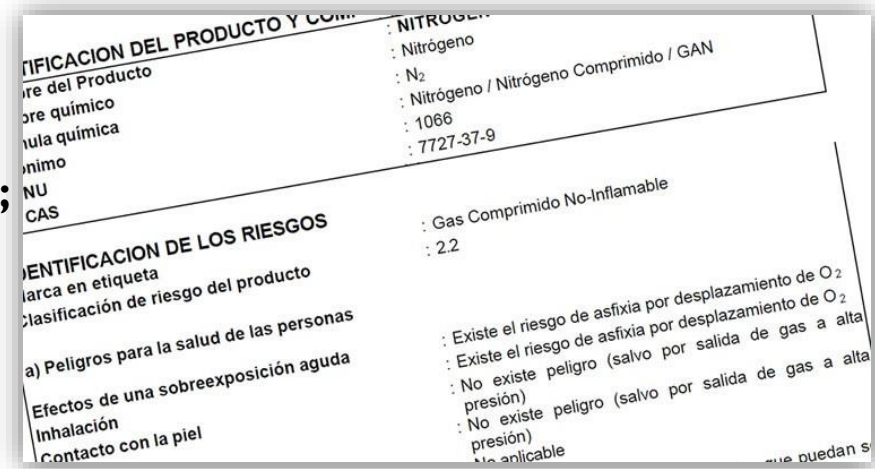 ;
TIFICACION DEL PRODUCTO Y
re del Producto : NITROGEN
re químico : Nitrógeno
ula química : N₂
nimo : Nitrógeno / Nitrógeno Comprimido / GAN
NU : 1066
CAS : 7727-37-9
DENTIFICACION DE LOS RIESGOS
arca en etiqueta : Gas Comprimido No-Inflamable
Clasificación de riesgo del producto : 2.2
a) Peligros para la salud de las personas
: Existe el riesgo de asfixia por desplazamiento de O₂
Efectos de una sobreexposición aguda : Existe el riesgo de asfixia por desplazamiento de O₂
Inhalación : No existe peligro (salvo por salida de gas a alta
presión)
Contacto con la piel : No existe peligro (salvo por salida de gas a alta
presión)
No aplicable
que puedan s